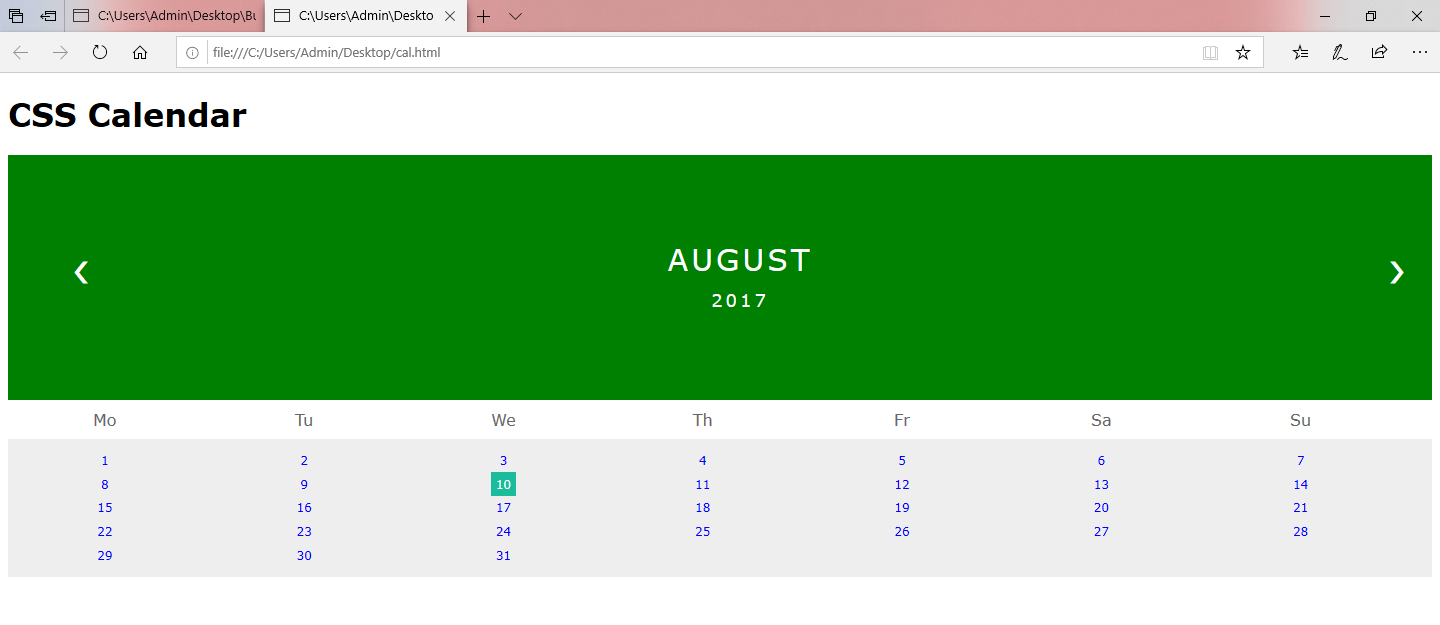 C:\Users\Admin\Desktop\Bu C:\Users\Admin\Deskto
file:///C:/Users/Admin/Desktop/cal.html
CSS Calendar
❮ AUGUST ❯
2017
Mo Tu We Th Fr Sa Su
1 2 3 4 5 6 7
8 9 10 11 12 13 14
15 16 17 18 19 20 21
22 23 24 25 26 27 28
29 30 31